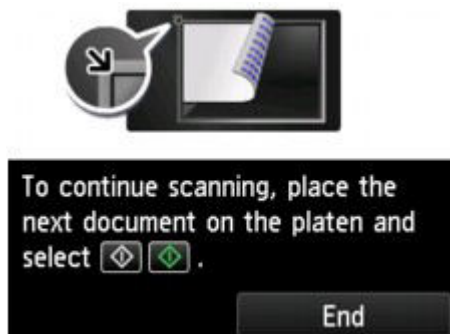 To continue scanning, place the
next document on the platen and
select .
End